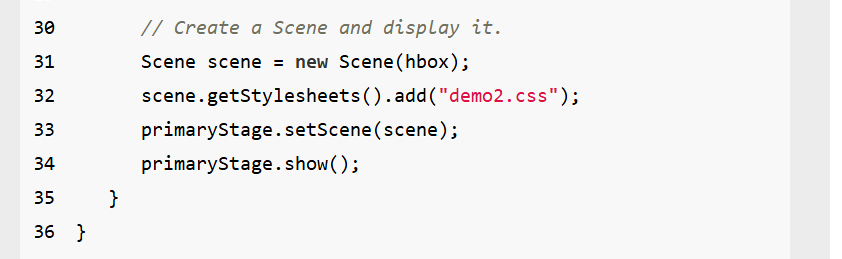 30 // Create a Scene and display it.
31 Scene scene = new Scene(hbox);
32 scene.getStylesheets().add("demo2.css");
33 primaryStage.setScene(scene);
34 primaryStage.show();
35 }
36 }